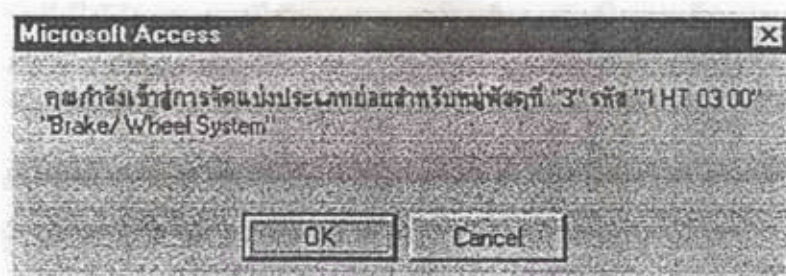 Microsoft Access
คุณกำลังเข้าสู่การจัดแบ่งประเภทย่อยสำหรับหมู่พัสดุที่ "3" รหัส "1 HT 03 00"
"Brake/ Wheel System"
OK
Cancel